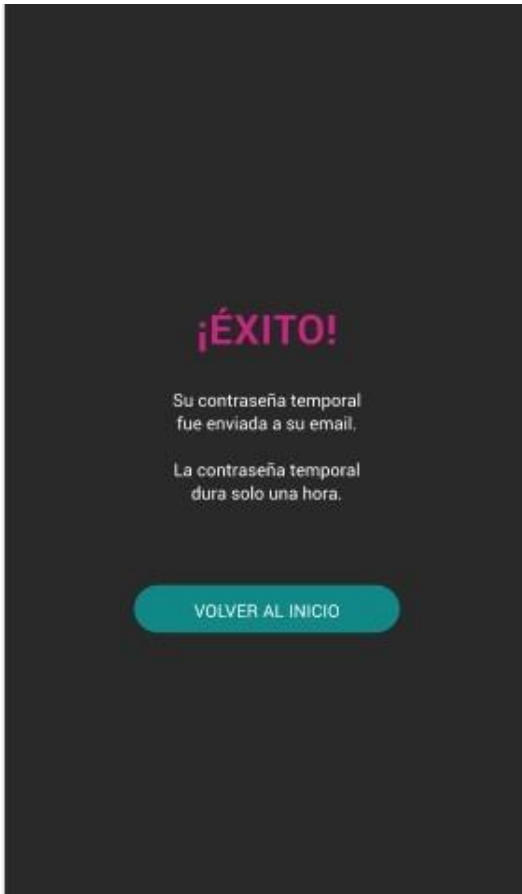 ¡ÉXITO!
Su contraseña temporal
fue enviada a su email.
La contraseña temporal
dura solo una hora.
VOLVER AL INICIO